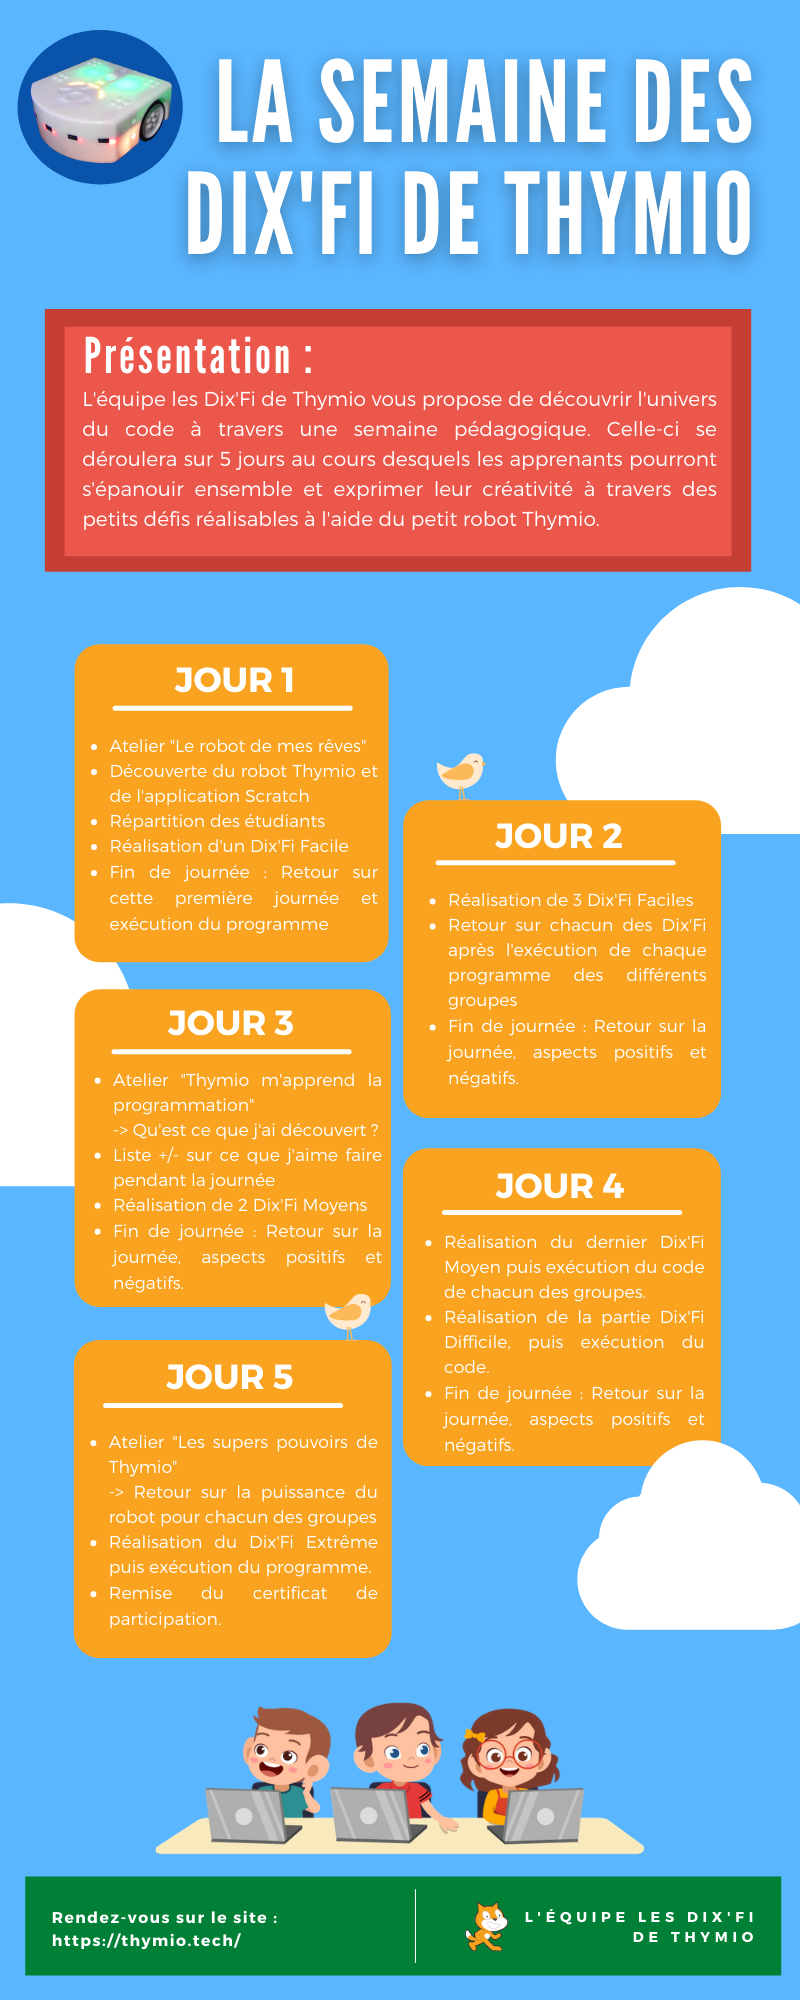 LA SEMAINE DES
DIX'FI DE THYMIO
Présentation :
L'équipe les Dix'Fi de Thymio vous propose de découvrir l'univers
du code à travers une semaine pédagogique. Celle-ci se
déroulera sur 5 jours au cours desquels les apprenants pourront
s'épanouir ensemble et exprimer leur créativité à travers des
petits défis réalisables à l'aide du petit robot Thymio.
JOUR 1
• Atelier "Le robot de mes rêves"
• Découverte du robot Thymio et
de l'application Scratch
• Répartition des étudiants
• Réalisation d'un Dix'Fi Facile
• Fin de journée : Retour sur
cette première journée et
exécution du programme
JOUR 2
• Réalisation de 3 Dix'Fi Faciles
• Retour sur chacun des Dix'Fi
après l'exécution de chaque
programme des différents
groupes
• Fin de journée : Retour sur la
journée, aspects positifs et
négatifs.
JOUR 3
• Atelier "Thymio m'apprend la
programmation"
-> Qu'est ce que j'ai découvert ?
• Liste +/- sur ce que j'aime faire
pendant la journée
• Réalisation de 2 Dix'Fi Moyens
• Fin de journée : Retour sur la
journée, aspects positifs et
négatifs.
JOUR 4
• Réalisation du dernier Dix'Fi
Moyen puis exécution du code
de chacun des groupes.
• Réalisation de la partie Dix'Fi
Difficile, puis exécution du
code.
• Fin de journée : Retour sur la
journée, aspects positifs et
négatifs.
JOUR 5
• Atelier "Les supers pouvoirs de
Thymio"
-> Retour sur la puissance du
robot pour chacun des groupes
• Réalisation du Dix'Fi Extrême
puis exécution du programme.
• Remise du certificat de
participation.
Rendez-vous sur le site :
https://thymio.tech/
L'ÉQUIPE LES DIX'FI
DE THYMIO